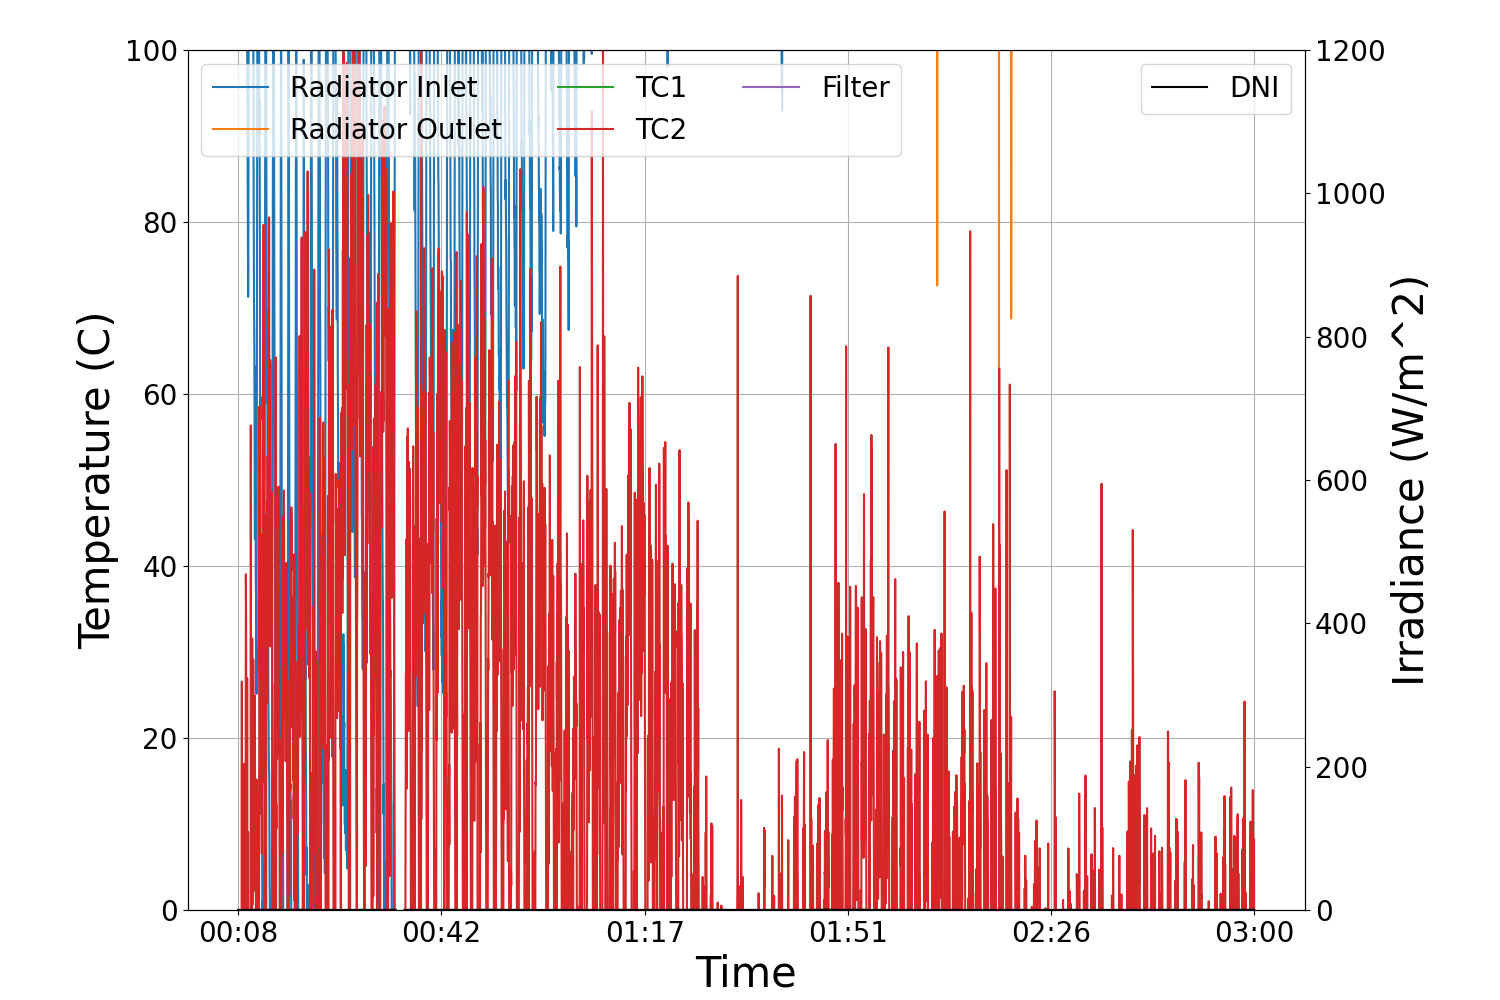 100
80
60
40
20
0
Temperature (C)
Radiator Inlet
Radiator Outlet
TC1
TC2
Filter
DNI
1200
1000
800
600
400
200
0
Irradiance (W/m^2)
00:08
00:42
01:17
01:51
02:26
03:00
Time